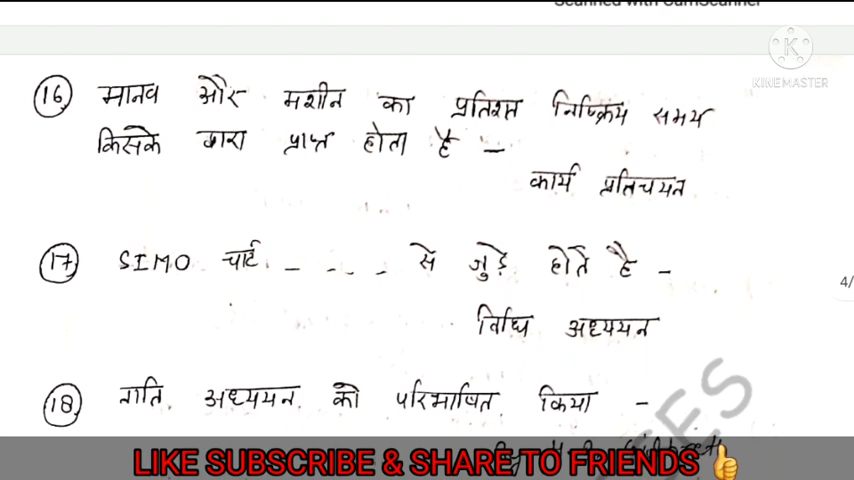 Scanned with CamScanner
KINEMASTER
(16) मानव और मशीन का प्रतिशत निष्क्रिय समय
किसके द्वारा प्राप्त होता है –
कार्य प्रतिचयन
(17) SIMO चार्ट - - - - से जुड़े होते है –
4/
विधि अध्ययन
(18) गति अध्ययन को परिभाषित किया –
LIKE SUBSCRIBE & SHARE TO FRIENDS 👍